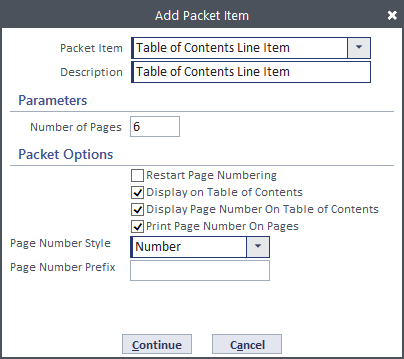 Add Packet Item
Packet Item Table of Contents Line Item
Description Table of Contents Line Item
Parameters
Number of Pages 6
Packet Options
Restart Page Numbering
Display on Table of Contents
Display Page Number On Table of Contents
Print Page Number On Pages
Page Number Style Number
Page Number Prefix
Continue Cancel